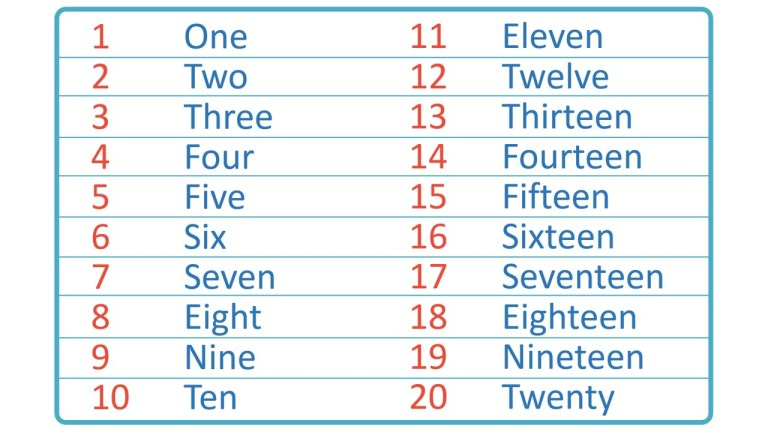 1 One 11 Eleven
2 Two 12 Twelve
3 Three 13 Thirteen
4 Four 14 Fourteen
5 Five 15 Fifteen
6 Six 16 Sixteen
7 Seven 17 Seventeen
8 Eight 18 Eighteen
9 Nine 19 Nineteen
10 Ten 20 Twenty